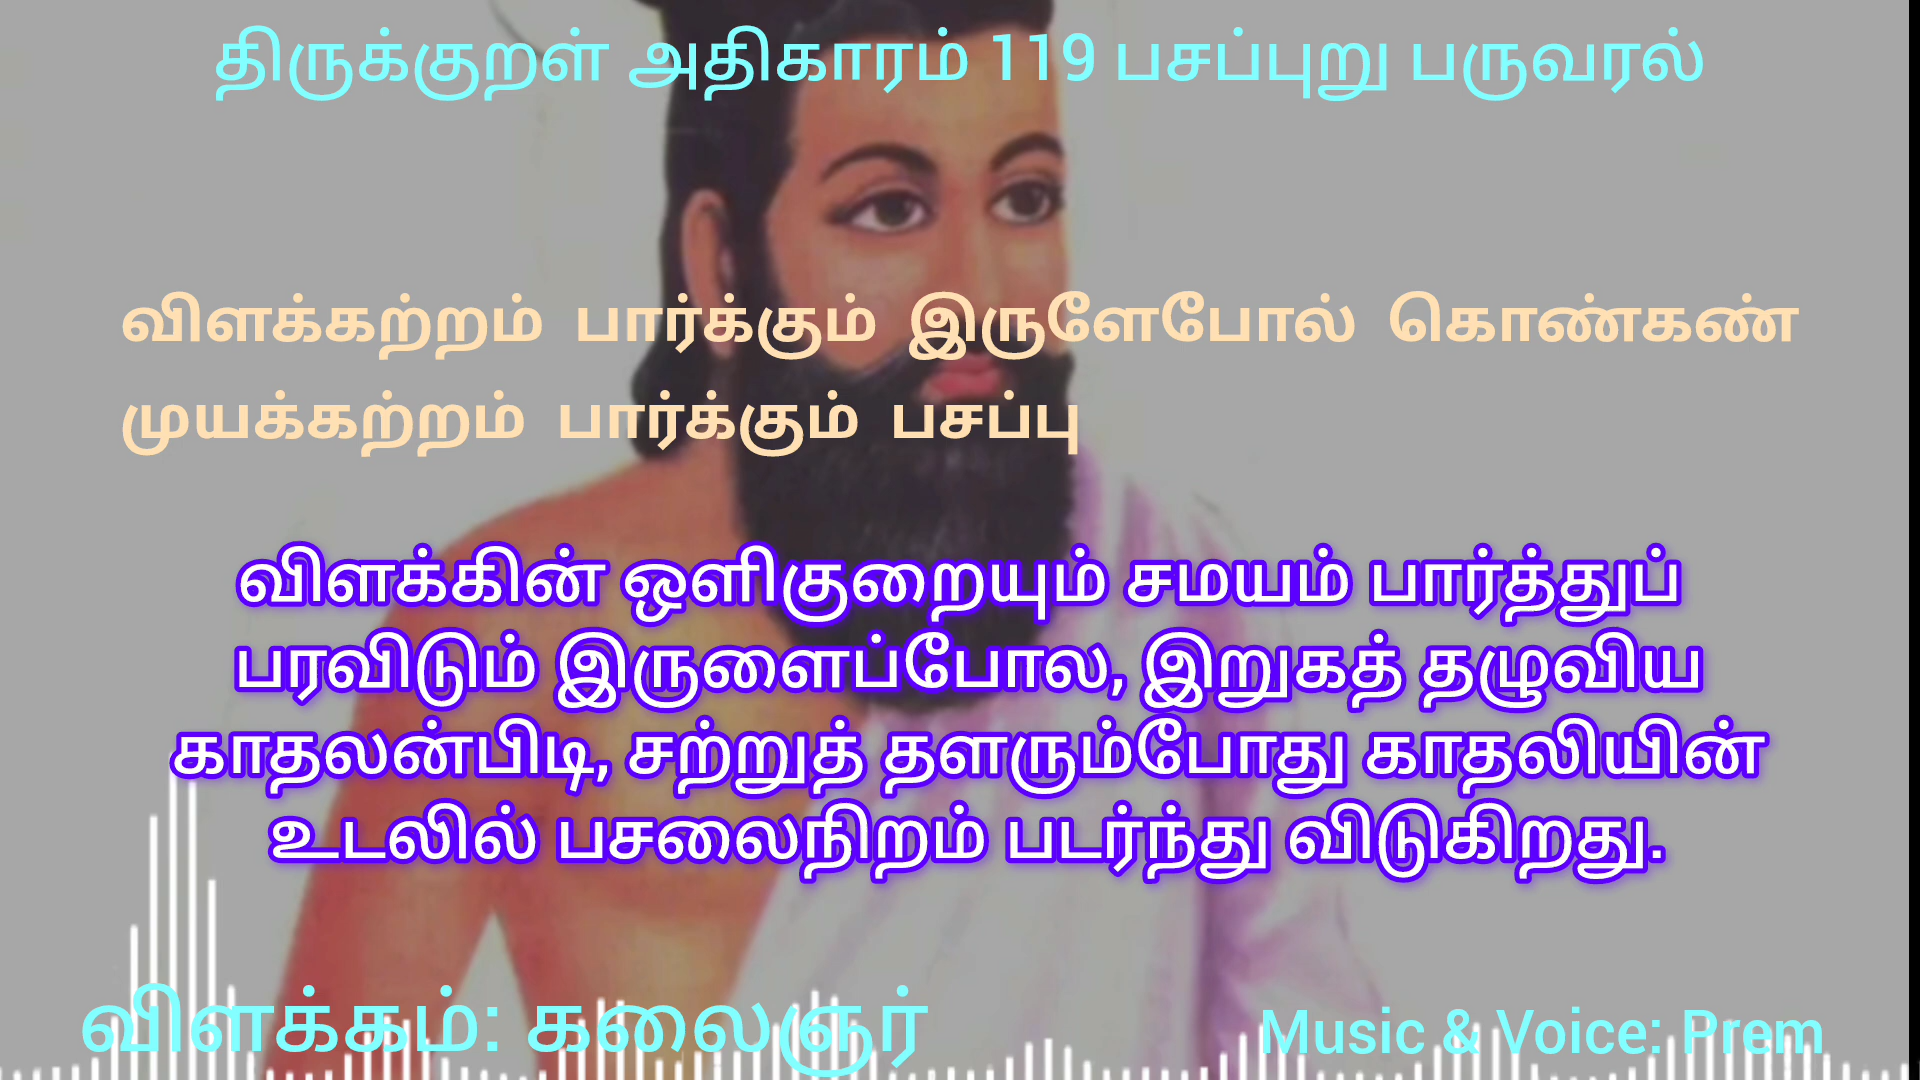 திருக்குறள் அதிகாரம் 119 பசப்புறு பருவரல்
விளக்கற்றம் பார்க்கும் இருளேபோல் கொண்கண்
முயக்கற்றம் பார்க்கும் பசப்பு
விளக்கின் ஒளிகுறையும் சமயம் பார்த்துப்
பரவிடும் இருளைப்போல, இறுகத் தழுவிய
காதலன்பிடி, சற்றுத் தளரும்போது காதலியின்
உடலில் பசலைநிறம் படர்ந்து விடுகிறது.
விளக்கம்: கலைஞர்
Music & Voice: Prem